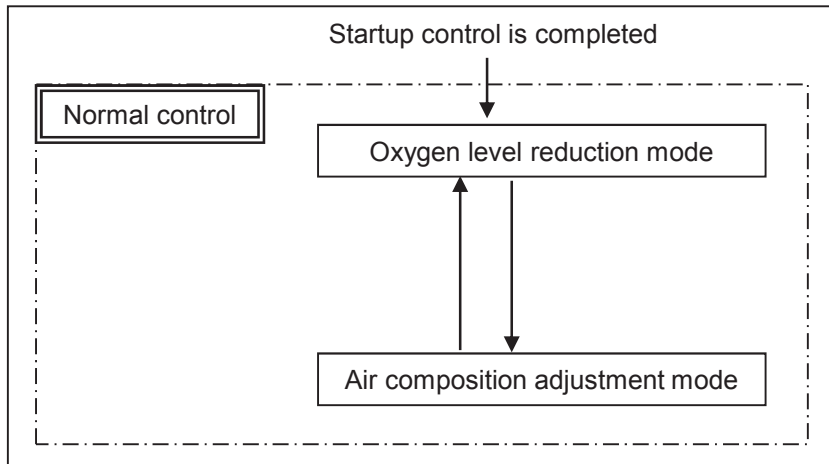 Startup control is completed
Normal control
Oxygen level reduction mode
Air composition adjustment mode